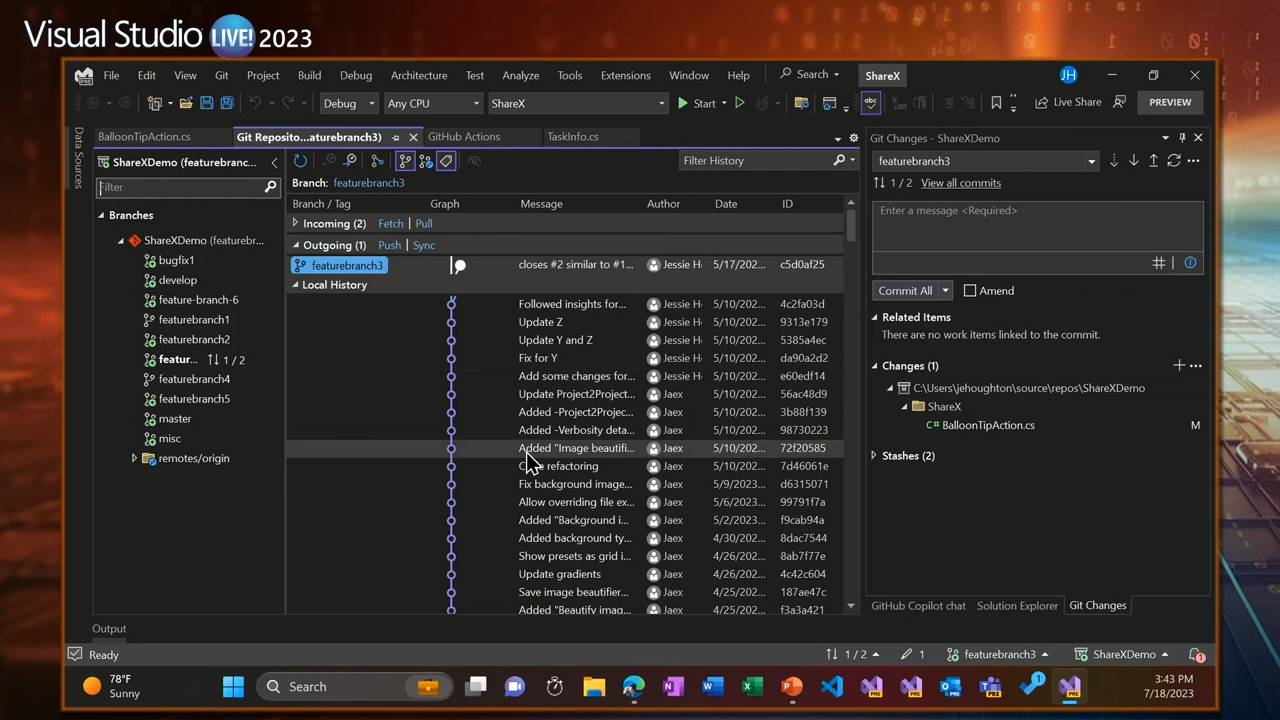 Visual Studio LIVE! 2023
File Edit View Git Project Build Debug Architecture Test Analyze Tools Extensions Window Help Search ShareX JH
Debug Any CPU ShareX Start abc Live Share PREVIEW
Data Sources
BalloonTipAction.cs Git Reposito...aturebranch3) GitHub Actions TaskInfo.cs
ShareXDemo (featurebranc...
Filter
Branches
ShareXDemo (featurebr...
bugfix1
develop
feature-branch-6
featurebranch1
featurebranch2
featur... 1 / 2
featurebranch4
featurebranch5
master
misc
remotes/origin
Filter History
Branch: featurebranch3
Branch / Tag Graph Message Author Date ID
Incoming (2) Fetch | Pull
Outgoing (1) Push | Sync
featurebranch3 closes #2 similar to #1... Jessie H 5/17/202... c5d0af25
Local History
Followed insights for... Jessie H 5/10/202... 4c2fa03d
Update Z Jessie H 5/10/202... 9313e179
Update Y and Z Jessie H 5/10/202... 5385a4ec
Fix for Y Jessie H 5/10/202... da90a2d2
Add some changes for... Jessie H 5/10/202... e60edf14
Update Project2Project... Jaex 5/10/202... 56ac48d9
Added -Project2Projec... Jaex 5/10/202... 3b88f139
Added -Verbosity deta... Jaex 5/10/202... 98730223
Added "Image beautifi... Jaex 5/10/202... 72f20585
refactoring Jaex 5/10/202... 7d46061e
Fix background image... Jaex 5/9/2023... d6315071
Allow overriding file ex... Jaex 5/6/2023... 99791f7a
Added "Background i... Jaex 5/2/2023... f9cab94a
Added background ty... Jaex 4/30/202... 8dac7544
Show presets as grid i... Jaex 4/26/202... 8ab7f77e
Update gradients Jaex 4/26/202... 4c42c604
Save image beautifier... Jaex 4/25/202... 187ae47c
Added "Beautify imag... Jaex 4/25/202... f3a3a421
Git Changes - ShareXDemo
featurebranch3
1 / 2 View all commits
Enter a message <Required>
Commit All Amend
Related Items
There are no work items linked to the commit.
Changes (1)
C:\Users\jehoughton\source\repos\ShareXDemo
ShareX
C# BalloonTipAction.cs M
Stashes (2)
GitHub Copilot chat Solution Explorer Git Changes
Output
Ready 1 / 2 1 featurebranch3 ShareXDemo 1
78°F
Sunny
Search
3:43 PM
7/18/2023